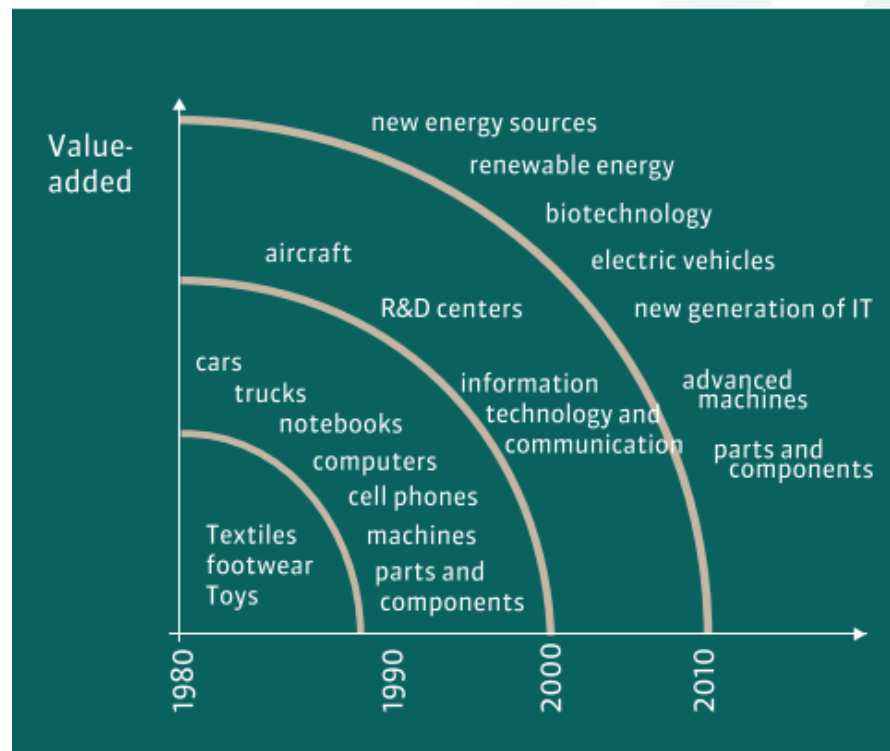 Value-
added
new energy sources
renewable energy
biotechnology
electric vehicles
new generation of IT
advanced
machines
parts and
components
aircraft
R&D centers
information
technology and
communication
cars
trucks
notebooks
computers
cell phones
machines
parts and
components
Textiles
footwear
Toys
1980
1990
2000
2010